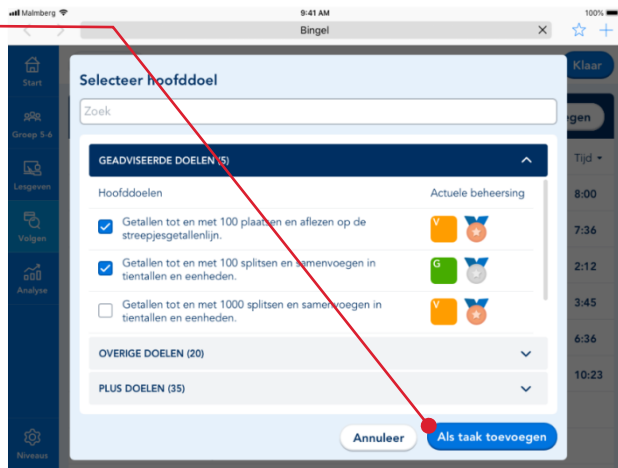 Malmberg
9:41 AM
100%
Bingel
Start
Groep 5-6
Lesgeven
Volgen
Analyse
Niveaus
Klaar
egen
Tijd
8:00
7:36
2:12
3:45
6:36
10:23
Selecteer hoofddoel
Zoek
GEADVISEERDE DOELEN (5)
Hoofddoelen
Actuele beheersing
Getallen tot en met 100 plaatsen en aflezen op de
streepjesgetallenlijn.
V
Getallen tot en met 100 splitsen en samenvoegen in
tientallen en eenheden.
G
Getallen tot en met 1000 splitsen en samenvoegen in
tientallen en eenheden.
V
OVERIGE DOELEN (20)
PLUS DOELEN (35)
Annuleer
Als taak toevoegen